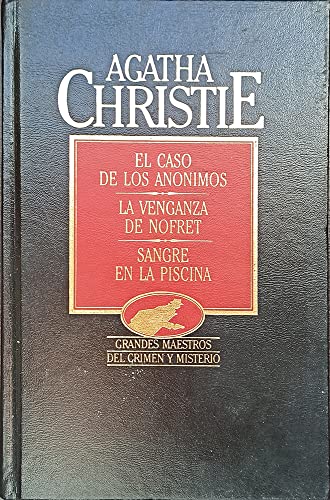 AGATHA
CHRISTIE
EL CASO
DE LOS ANONIMOS
LA VENGANZA
DE NOFRET
SANGRE
EN LA PISCINA
GRANDES MAESTROS
DEL CRIMEN Y MISTERIO